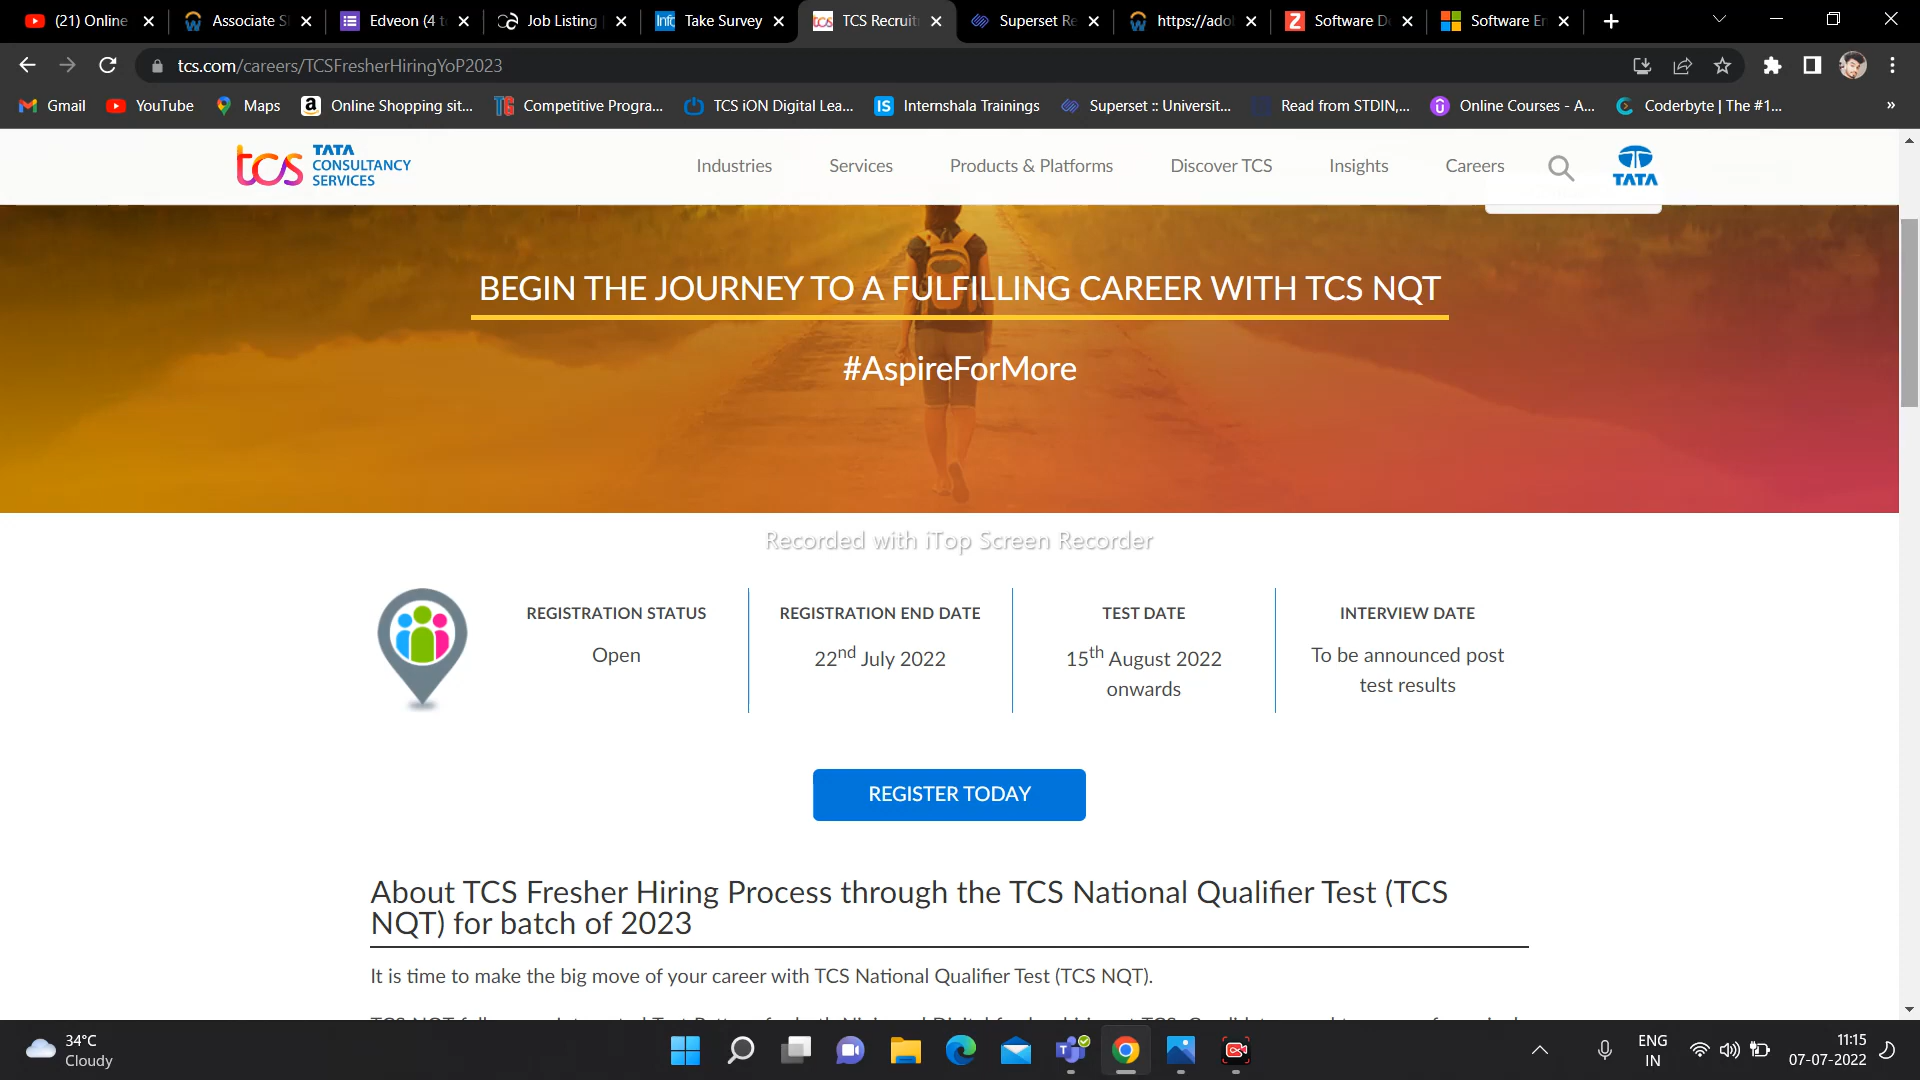 (21) Online
Associate S
Edveon (4 t
Job Listing
Take Survey
TCS Recruit
Superset Re
https://ado
Software D
Software En
tcs.com/careers/TCSFresherHiringYoP2023
Gmail
YouTube
Maps
Online Shopping sit...
Competitive Progra...
TCS iON Digital Lea...
Internshala Trainings
Superset :: Universit...
Read from STDIN,...
Online Courses - A...
Coderbyte | The #1...
»
tcs TATA
CONSULTANCY
SERVICES
Industries
Services
Products & Platforms
Discover TCS
Insights
Careers
TATA
BEGIN THE JOURNEY TO A FULFILLING CAREER WITH TCS NQT
#AspireForMore
Recorded with iTop Screen Recorder
REGISTRATION STATUS
Open
REGISTRATION END DATE
22nd July 2022
TEST DATE
15th August 2022
onwards
INTERVIEW DATE
To be announced post
test results
REGISTER TODAY
About TCS Fresher Hiring Process through the TCS National Qualifier Test (TCS
NQT) for batch of 2023
It is time to make the big move of your career with TCS National Qualifier Test (TCS NQT).
34°C
Cloudy
ENG
IN
11:15
07-07-2022